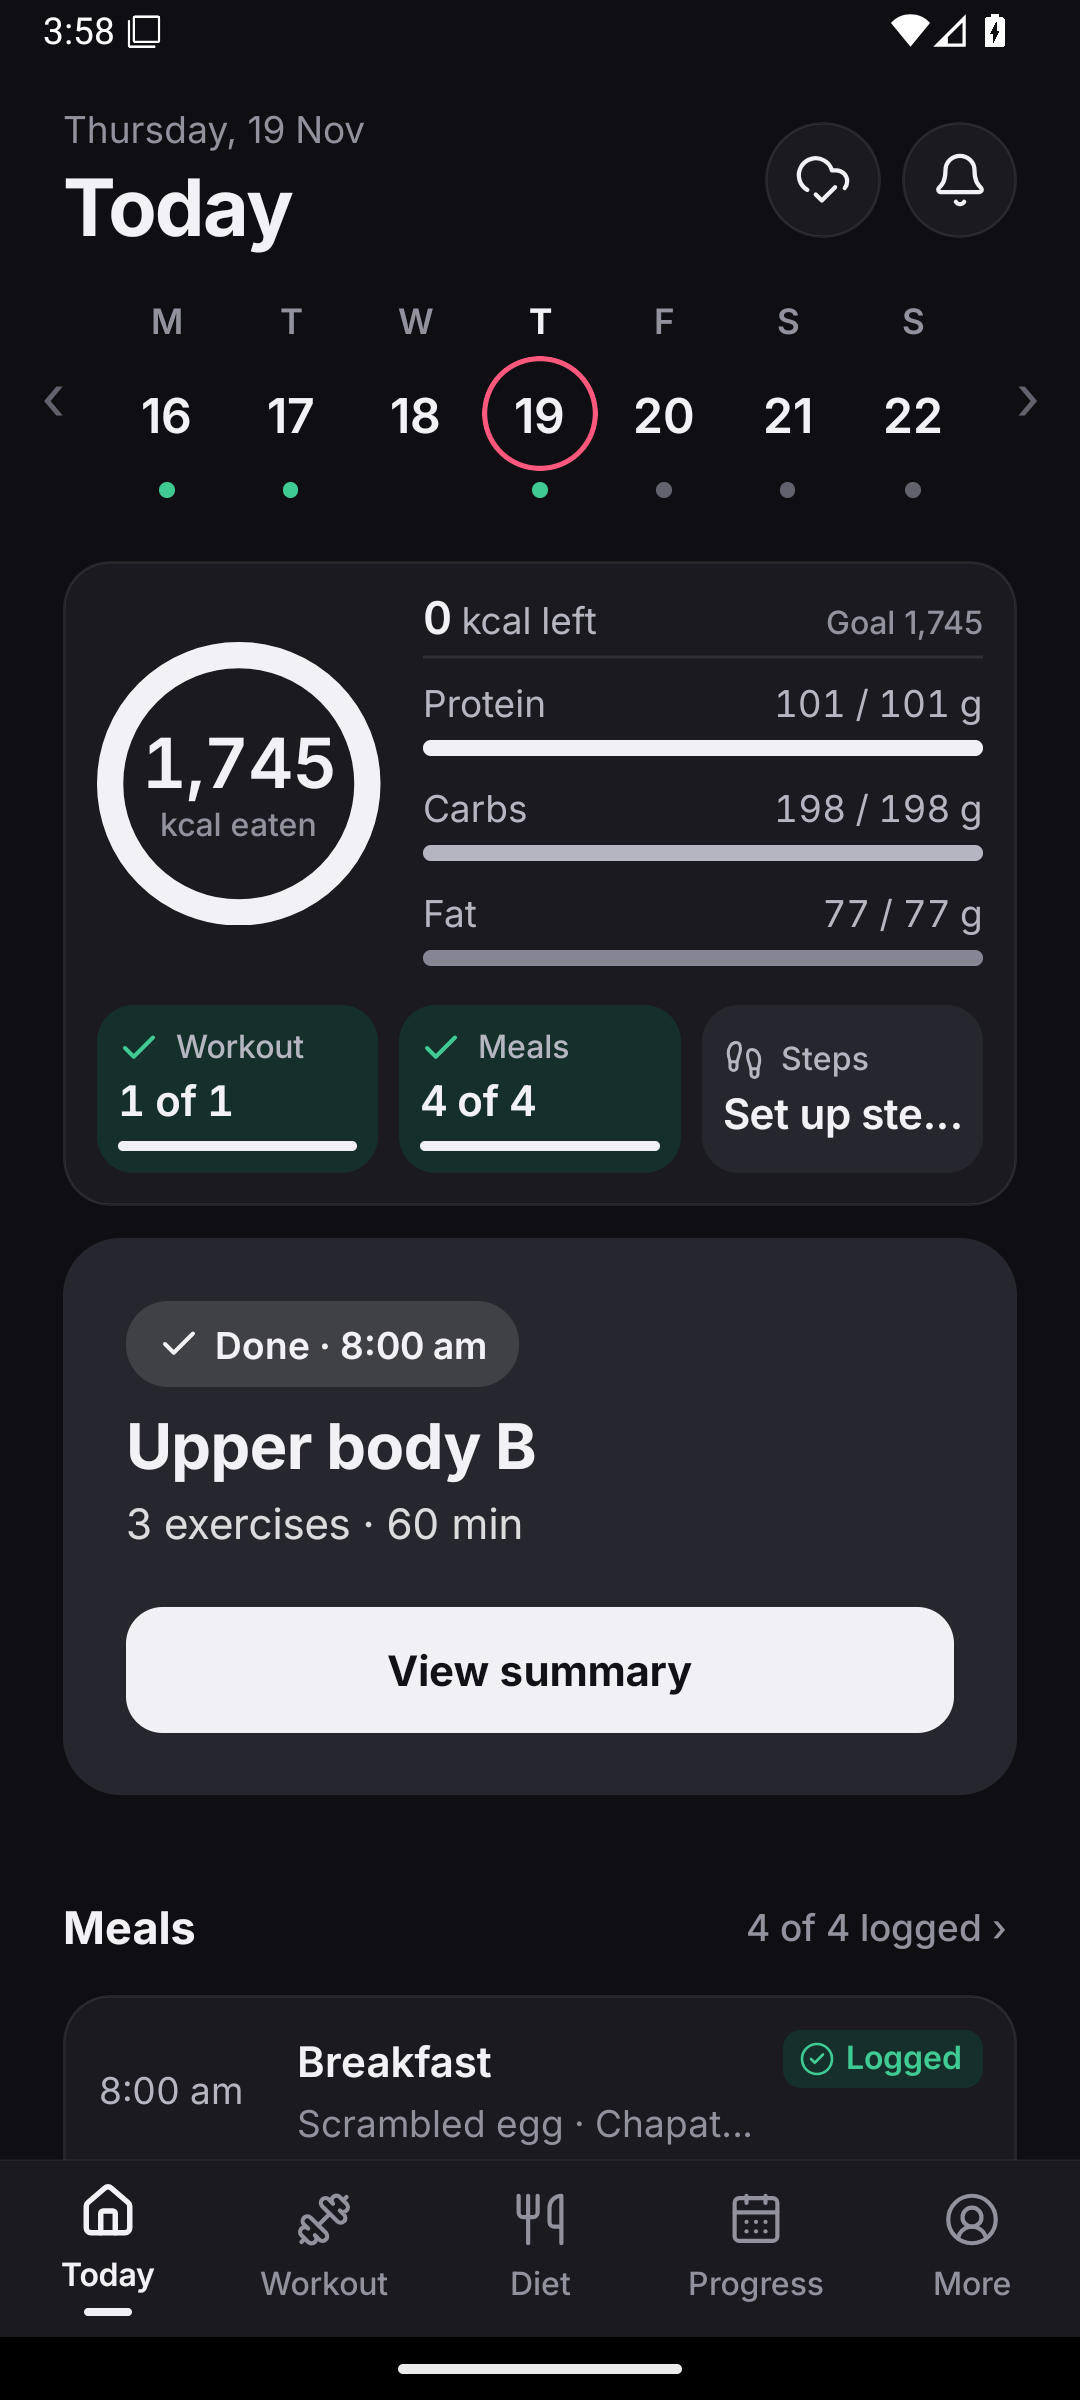 3:58
Thursday, 19 Nov
Today
M T W T F S S
‹ 16 17 18 19 20 21 22 ›
0 kcal left Goal 1,745
Protein 101 / 101 g
1,745
kcal eaten
Carbs 198 / 198 g
Fat 77 / 77 g
Workout
1 of 1
Meals
4 of 4
Steps
Set up ste...
Done · 8:00 am
Upper body B
3 exercises · 60 min
View summary
Meals 4 of 4 logged ›
8:00 am
Breakfast Logged
Scrambled egg · Chapat...
Today Workout Diet Progress More